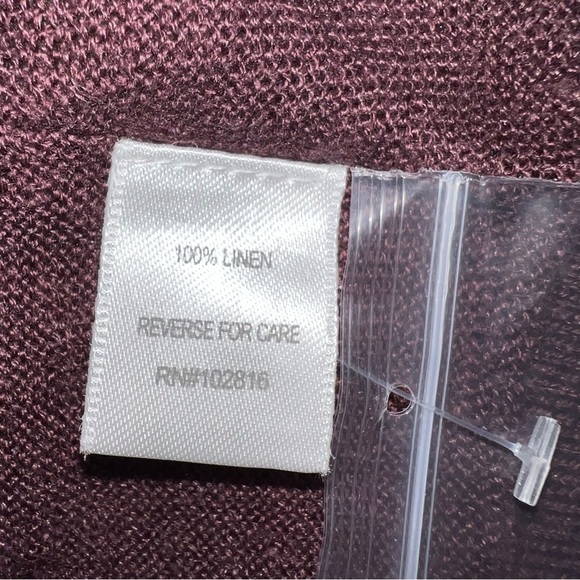 100% LINEN
REVERSE FOR CARE
RN#102816